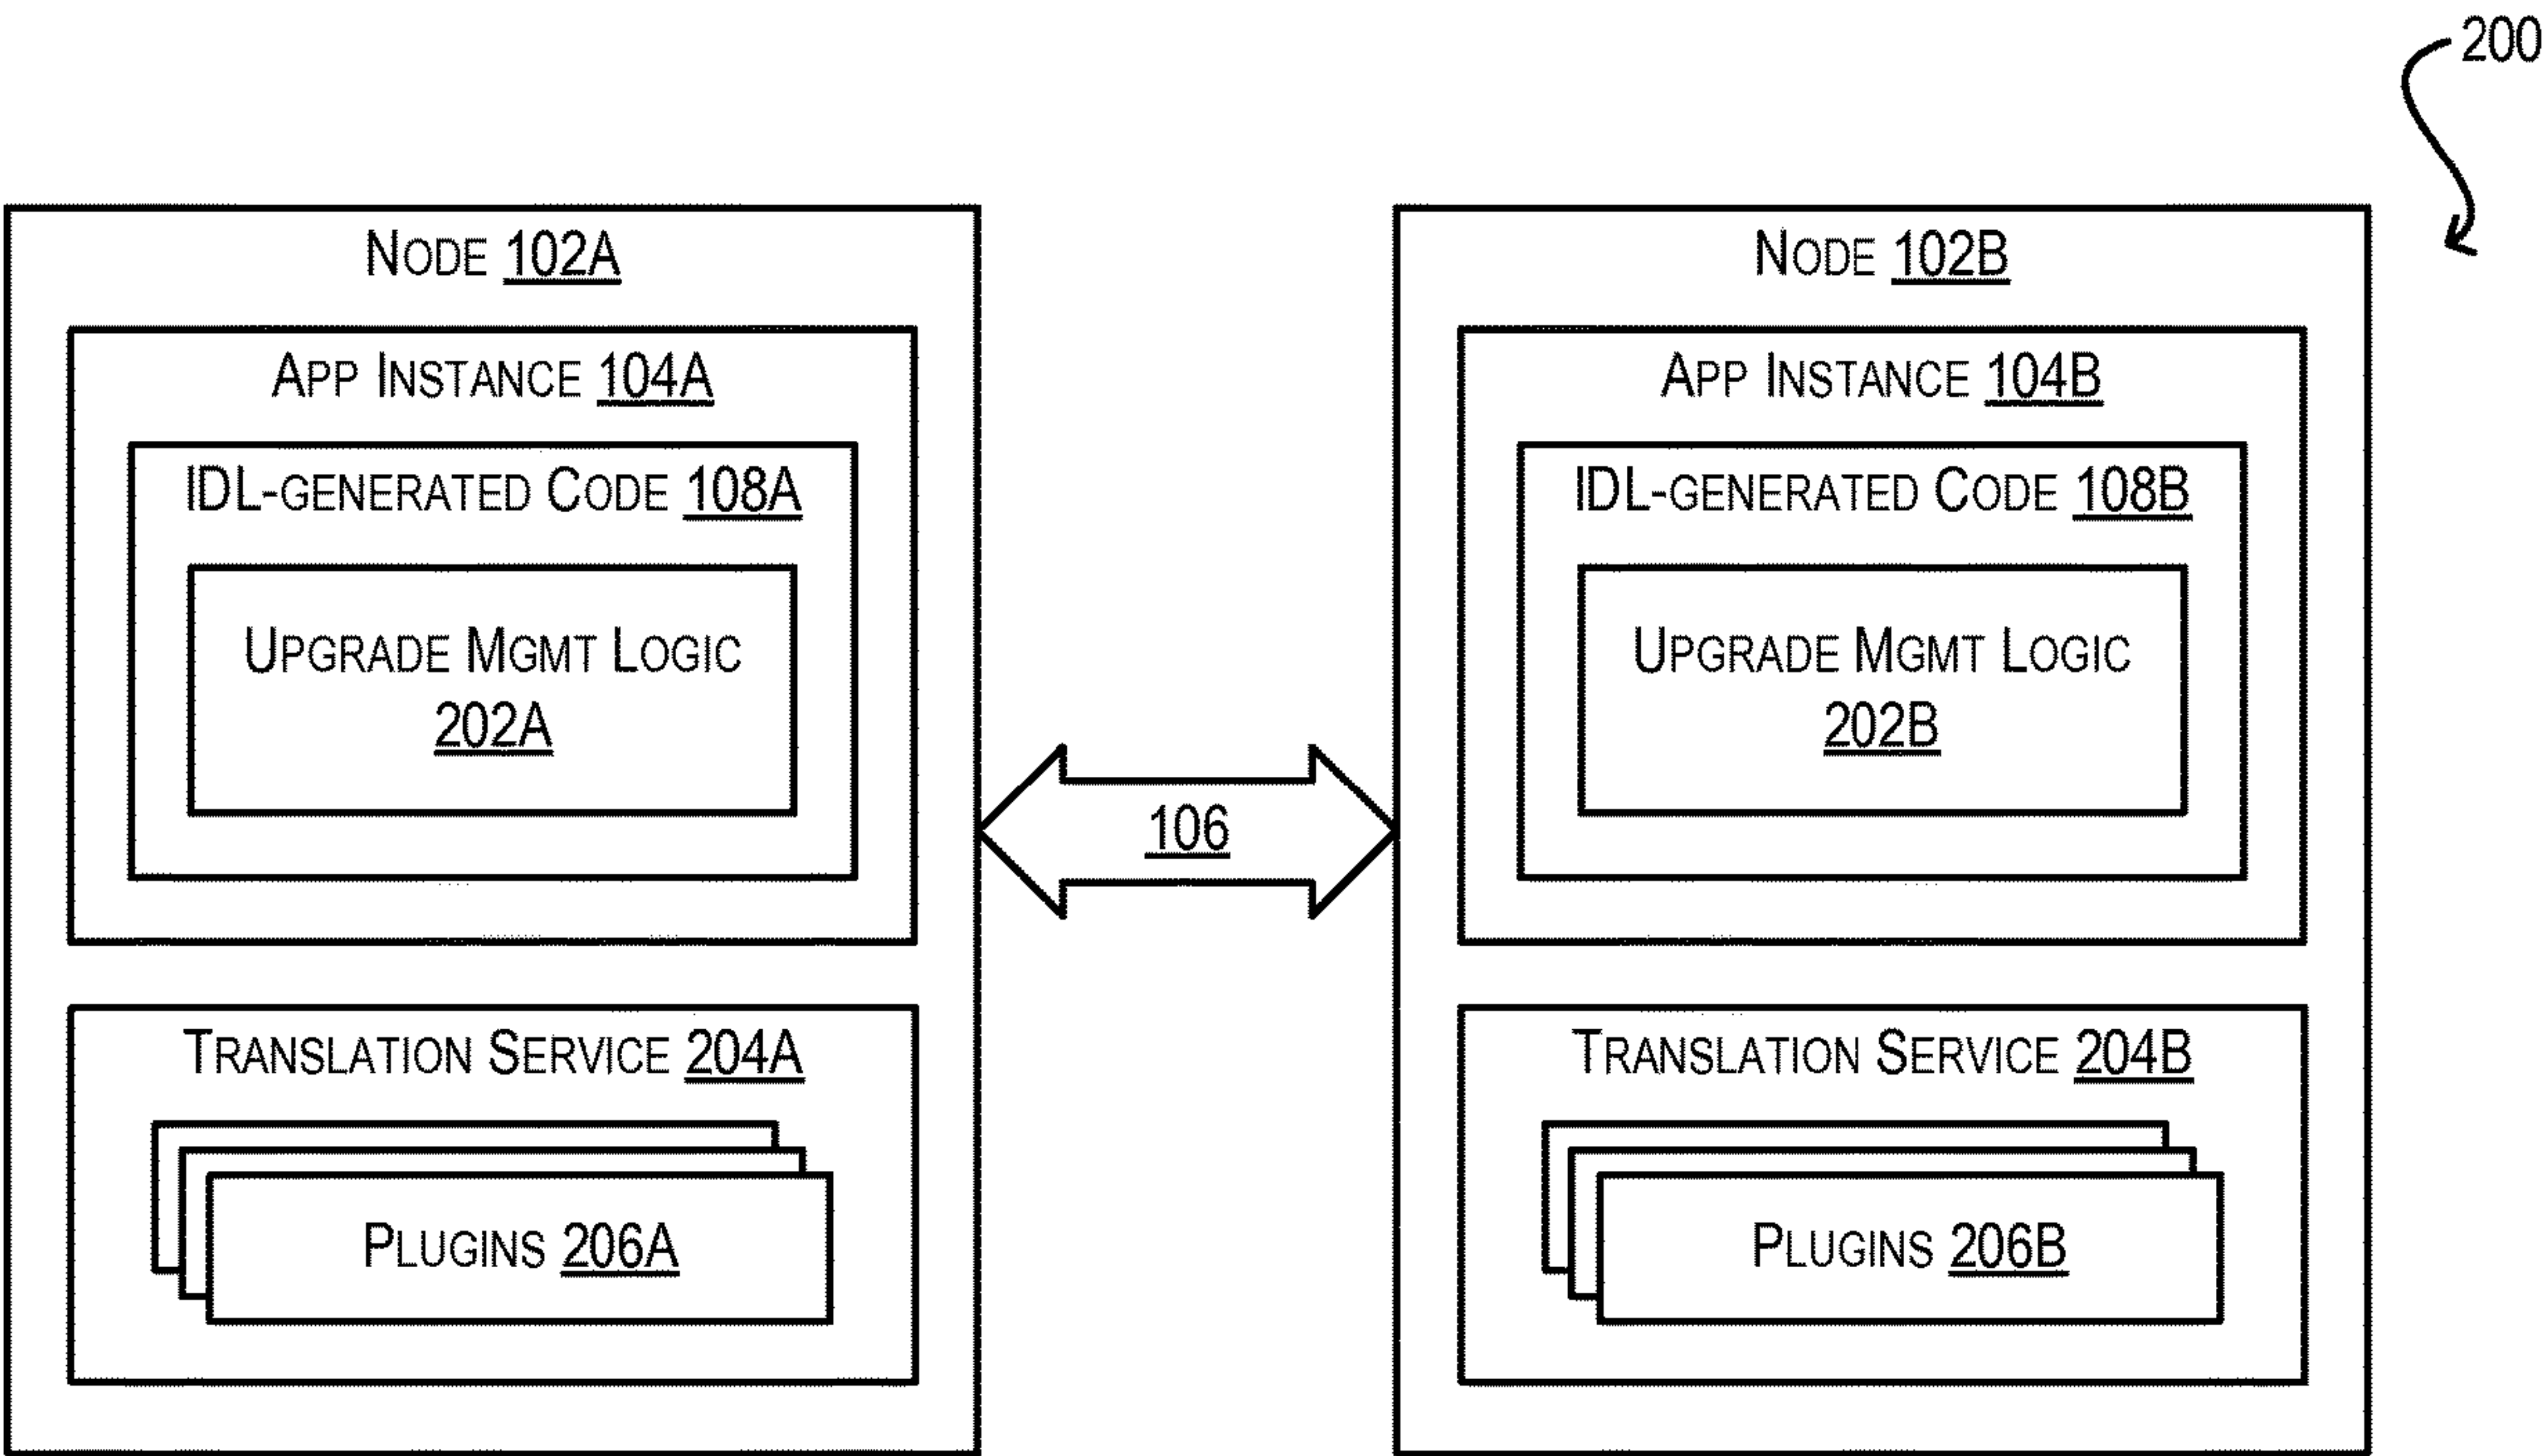 200
NODE 102A
APP INSTANCE 104A
IDL-GENERATED CODE 108A
UPGRADE MGMT LOGIC
202A
TRANSLATION SERVICE 204A
PLUGINS 206A
106
NODE 102B
APP INSTANCE 104B
IDL-GENERATED CODE 108B
UPGRADE MGMT LOGIC
202B
TRANSLATION SERVICE 204B
PLUGINS 206B